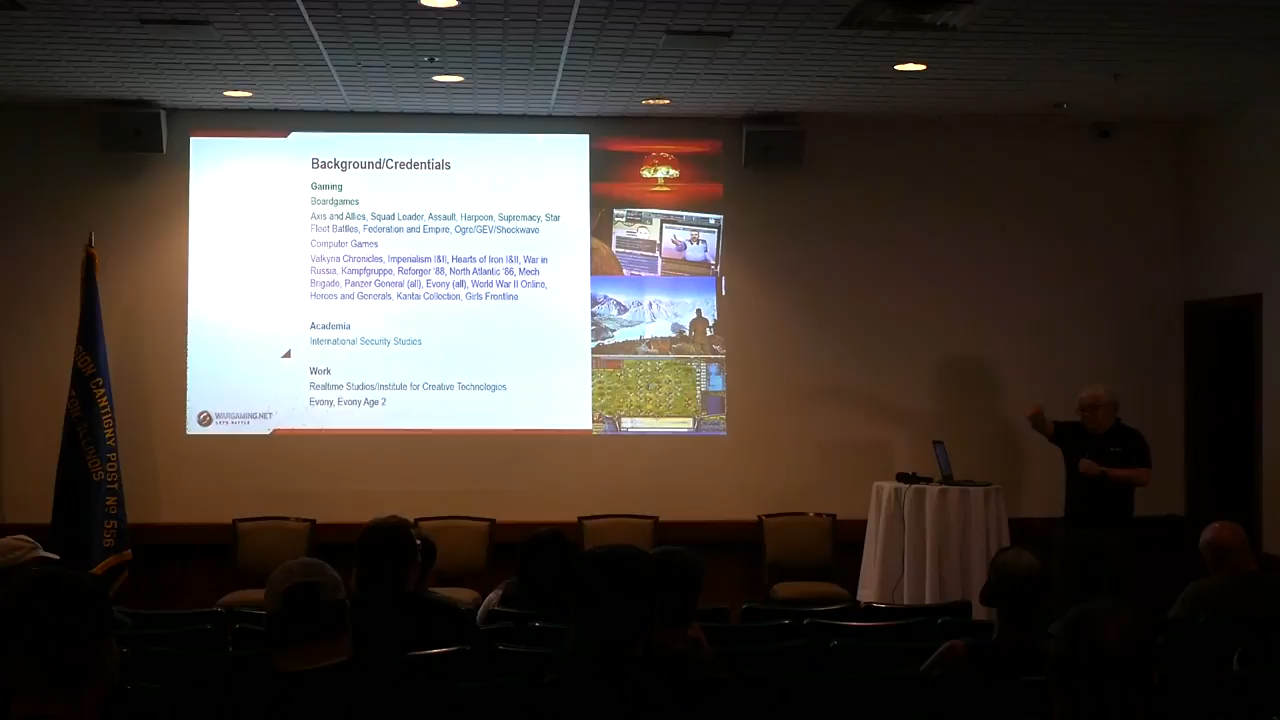 Background/Credentials
Gaming
Boardgames
Axis and Allies, Squad Leader, Assault, Harpoon, Supremacy, Star
Fleet Battles, Federation and Empire, Ogre/GEV/Shockwave
Computer Games
Valkyria Chronicles, Imperialism I&II, Hearts of Iron I&II, War in
Russia, Kampfgruppe, Reforger '88, North Atlantic '86, Mech
Brigade, Panzer General (all), Evony (all), World War II Online,
Heroes and Generals, Kantai Collection, Girls Frontline
Academia
International Security Studies
Work
Realtime Studios/Institute for Creative Technologies
Evony, Evony Age 2
WARGAMING.NET
LET'S BATTLE
CANTIGNY POST Nº 556
ILLINOIS